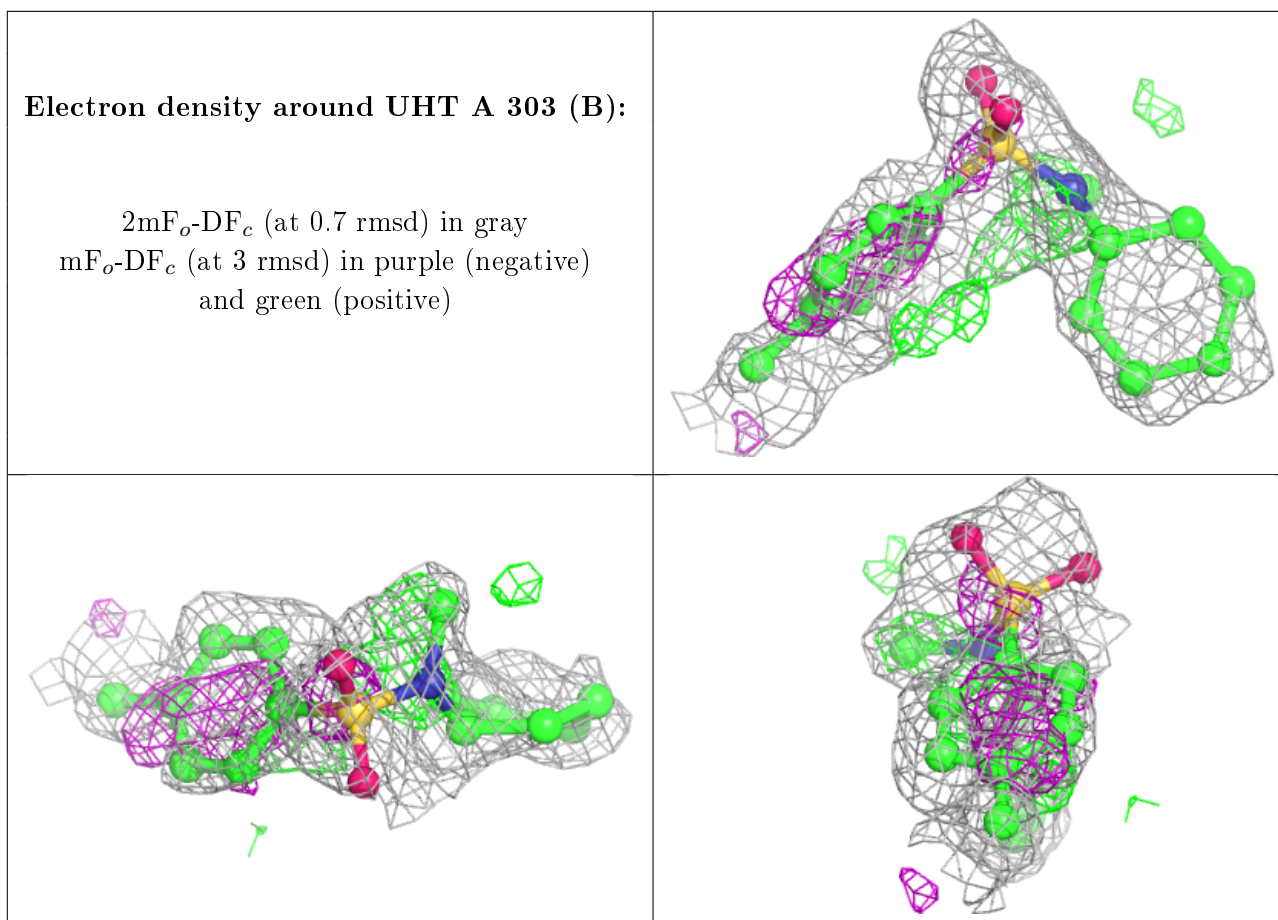 Electron density around UHT A 303 (B):
2mFo-DFc (at 0.7 rmsd) in gray
mFo-DFc (at 3 rmsd) in purple (negative)
and green (positive)